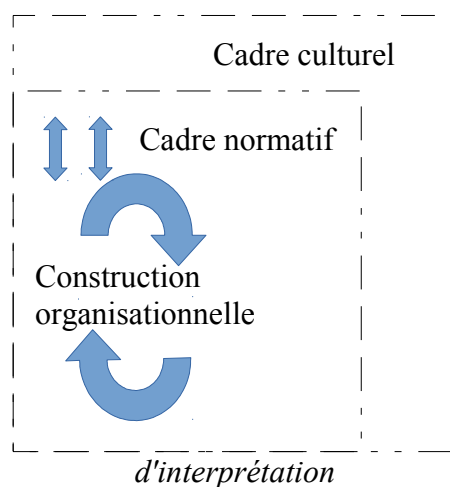 Cadre culturel
Cadre normatif
Construction
organisationnelle
d'interprétation